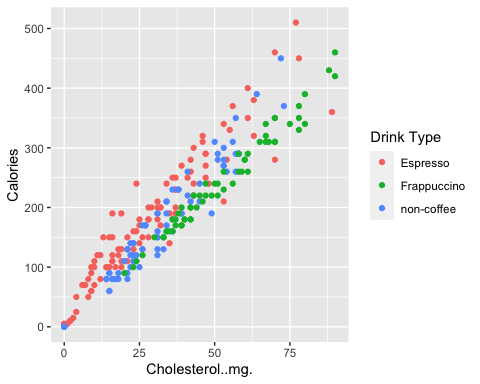 500
400
300
200
100
0
Calories
0 25 50 75
Cholesterol..mg.
Drink Type
Espresso
Frappuccino
non-coffee